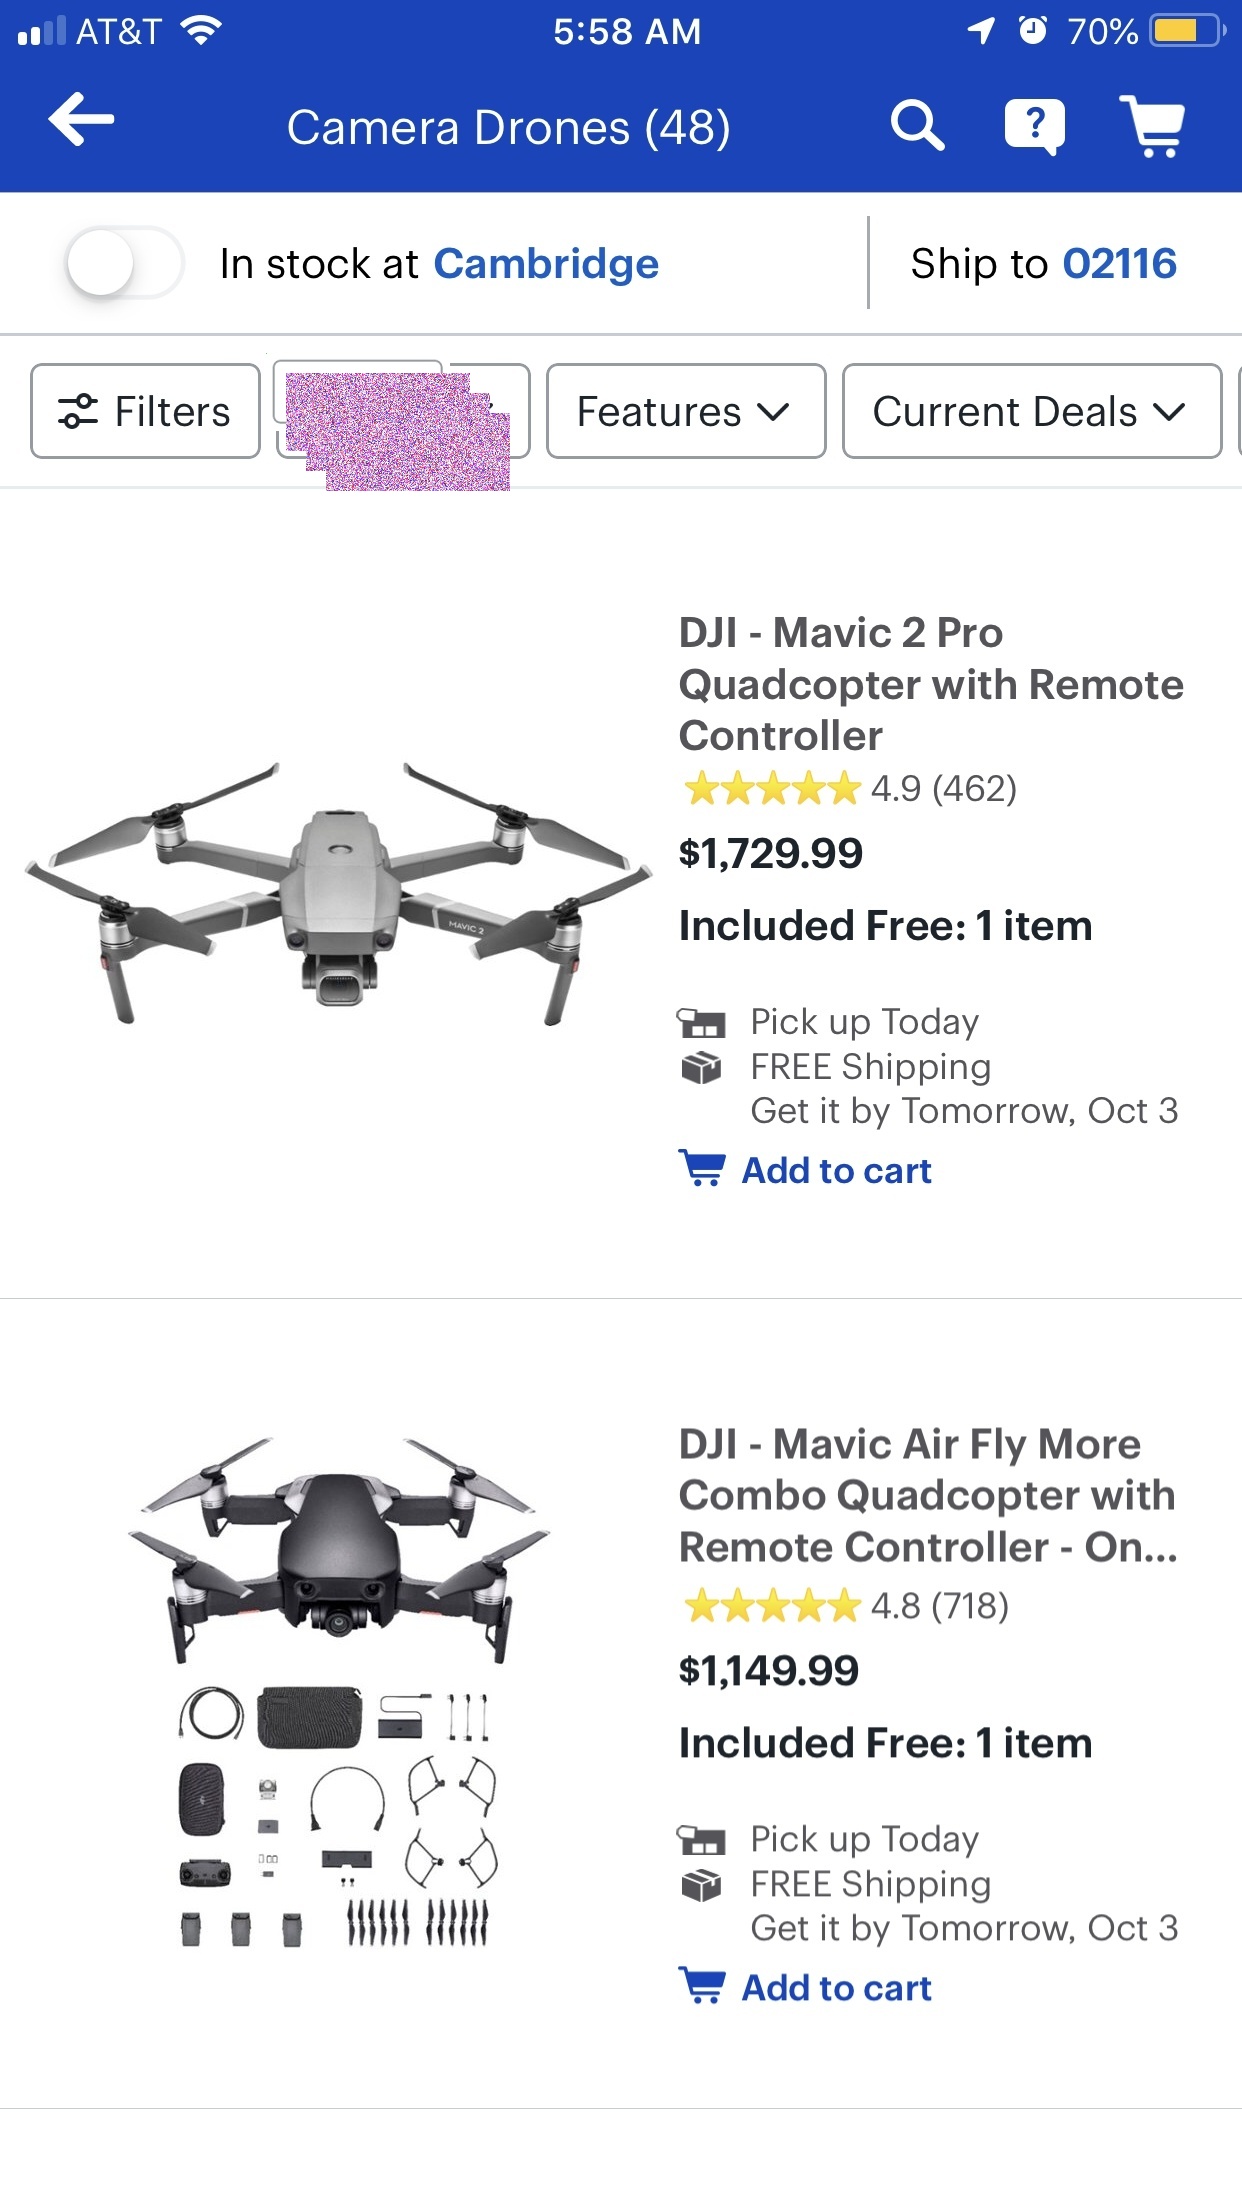 AT&T 5:58 AM 70%
Camera Drones (48) ?
In stock at Cambridge Ship to 02116
Filters Features Current Deals
DJI - Mavic 2 Pro
Quadcopter with Remote
Controller
4.9 (462)
$1,729.99
Included Free: 1 item
Pick up Today
FREE Shipping
Get it by Tomorrow, Oct 3
Add to cart
MAVIC 2
DJI - Mavic Air Fly More
Combo Quadcopter with
Remote Controller - On...
4.8 (718)
$1,149.99
Included Free: 1 item
Pick up Today
FREE Shipping
Get it by Tomorrow, Oct 3
Add to cart